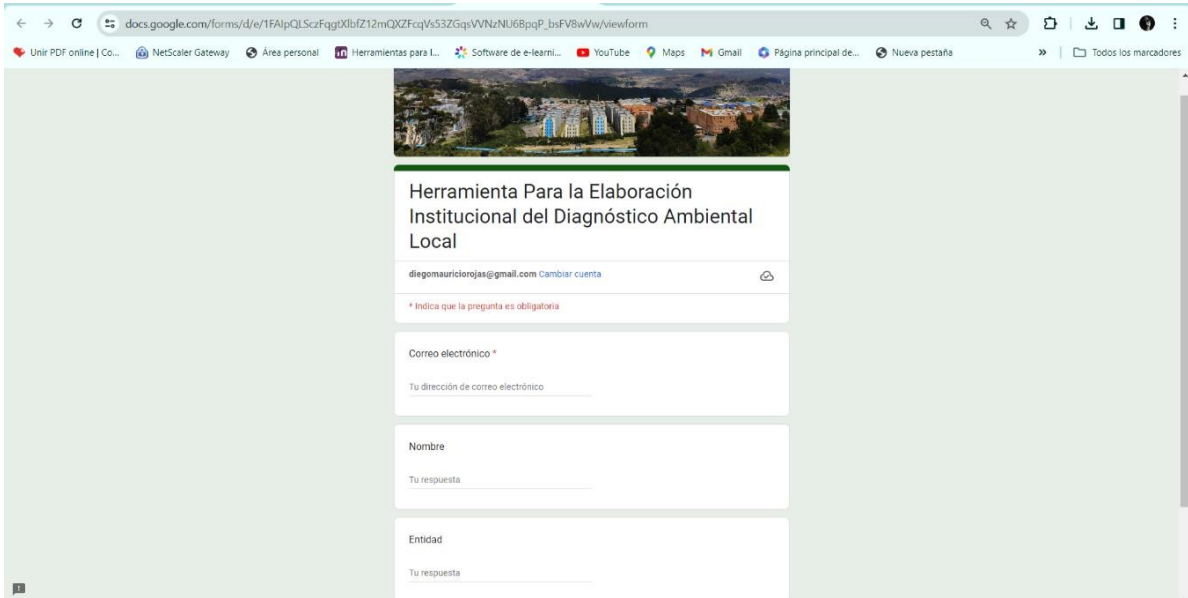 docs.google.com/forms/d/e/1FAIpQLSczFqgtXlbfZ12mQXZFcqVs53ZGqsVVNzNU6BpqP_bsFV8wVw/viewform
Unir PDF online | Co... NetScaler Gateway Área personal Herramientas para l... Software de e-learni... YouTube Maps Gmail Página principal de... Nueva pestaña » Todos los marcadores
Herramienta Para la Elaboración
Institucional del Diagnóstico Ambiental
Local
diegomauriciorojas@gmail.com Cambiar cuenta
* Indica que la pregunta es obligatoria
Correo electrónico *
Tu dirección de correo electrónico
Nombre
Tu respuesta
Entidad
Tu respuesta